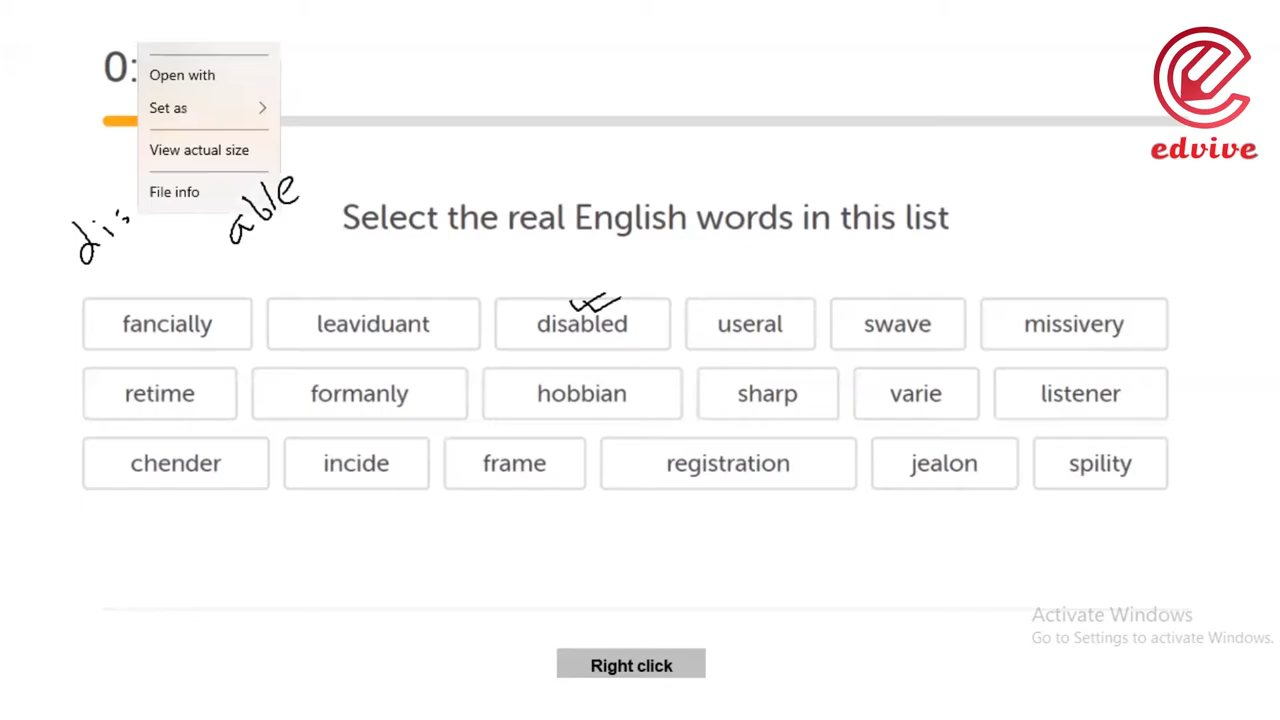 0:
Open with
Set as
View actual size
File info
dis
able
edvive
Select the real English words in this list
fancially leaviduant disabled useral swave missivery
retime formanly hobbian sharp varie listener
chender incide frame registration jealon spility
Activate Windows
Go to Settings to activate Windows.
Right click